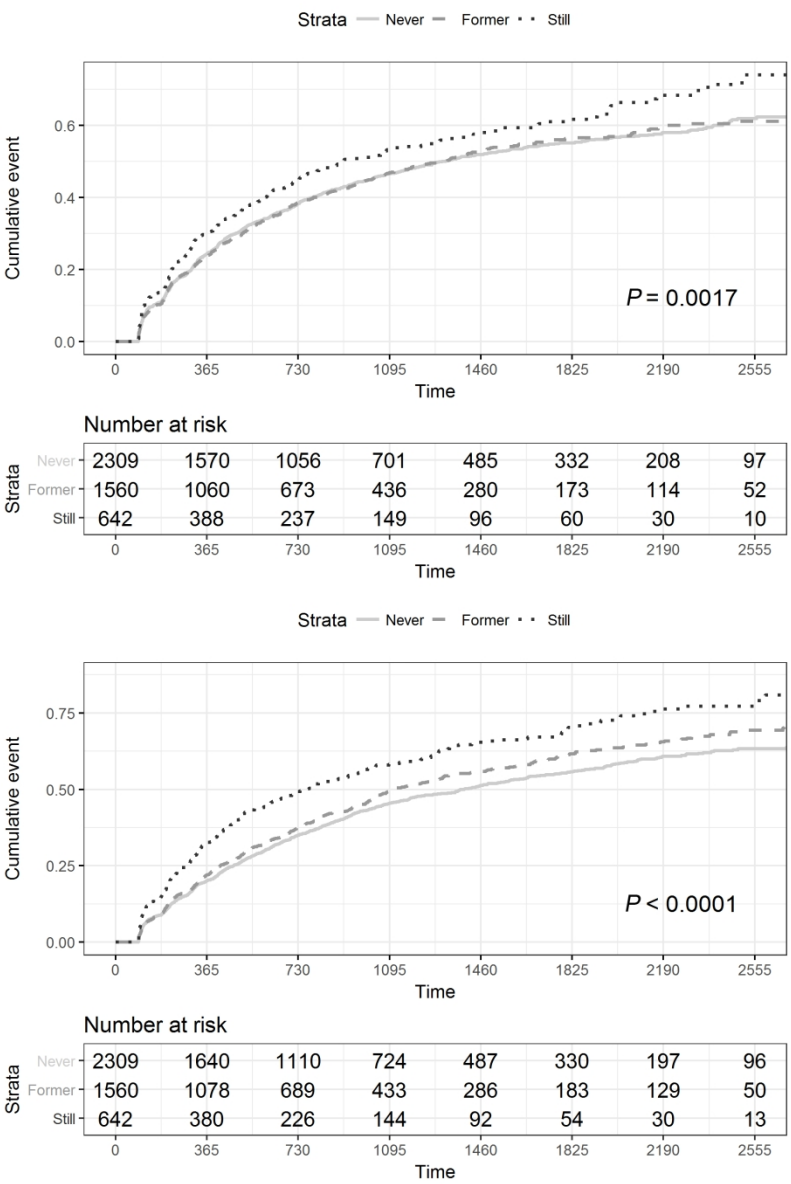 Strata Never Former Still
Cumulative event
0.6
0.4
0.2
0.0
P = 0.0017
0 365 730 1095 1460 1825 2190 2555
Time
Number at risk
Strata
Never 2309 1570 1056 701 485 332 208 97
Former 1560 1060 673 436 280 173 114 52
Still 642 388 237 149 96 60 30 10
0 365 730 1095 1460 1825 2190 2555
Time
Strata Never Former Still
Cumulative event
0.75
0.50
0.25
0.00
P < 0.0001
0 365 730 1095 1460 1825 2190 2555
Time
Number at risk
Strata
Never 2309 1640 1110 724 487 330 197 96
Former 1560 1078 689 433 286 183 129 50
Still 642 380 226 144 92 54 30 13
0 365 730 1095 1460 1825 2190 2555
Time